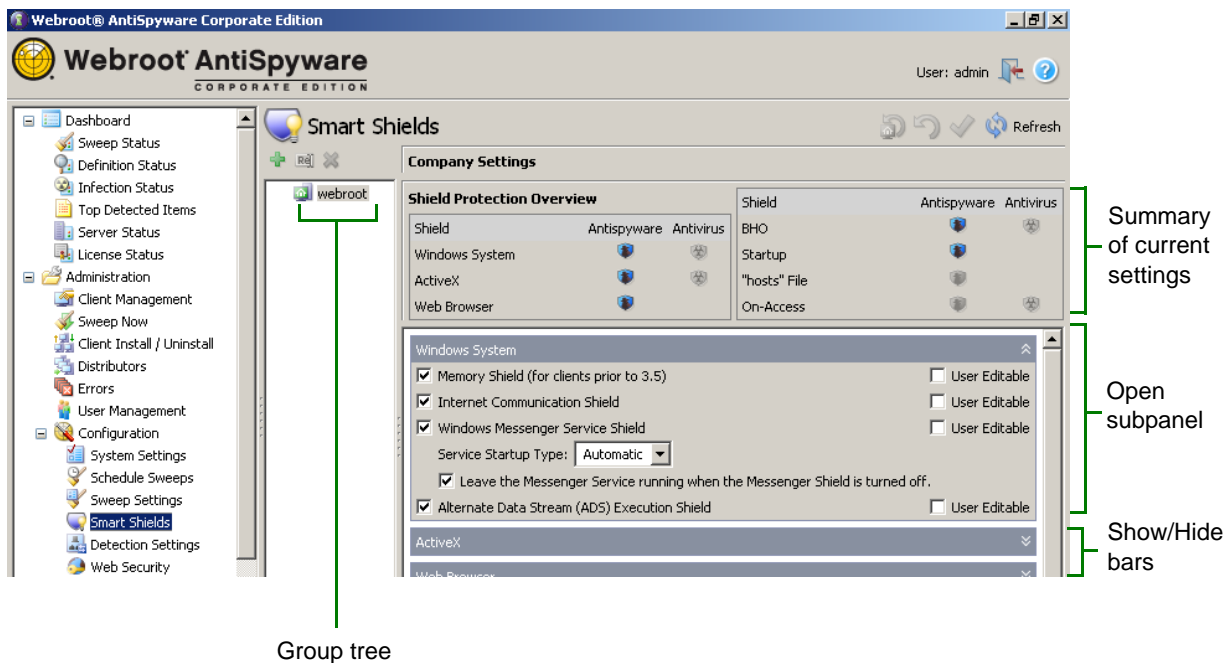 Webroot® AntiSpyware Corporate Edition
Webroot AntiSpyware
CORPORATE EDITION
User: admin
Dashboard
Sweep Status
Definition Status
Infection Status
Top Detected Items
Server Status
License Status
Administration
Client Management
Sweep Now
Client Install / Uninstall
Distributors
Errors
User Management
Configuration
System Settings
Schedule Sweeps
Sweep Settings
Smart Shields
Detection Settings
Web Security
Smart Shields
Refresh
webroot
Company Settings
Shield Protection Overview
Shield Antispyware Antivirus
Windows System
ActiveX
Web Browser
Shield Antispyware Antivirus
BHO
Startup
"hosts" File
On-Access
Windows System
Memory Shield (for clients prior to 3.5) User Editable
Internet Communication Shield User Editable
Windows Messenger Service Shield User Editable
Service Startup Type: Automatic
Leave the Messenger Service running when the Messenger Shield is turned off.
Alternate Data Stream (ADS) Execution Shield User Editable
ActiveX
Web Browser
Summary
of current
settings
Open
subpanel
Show/Hide
bars
Group tree